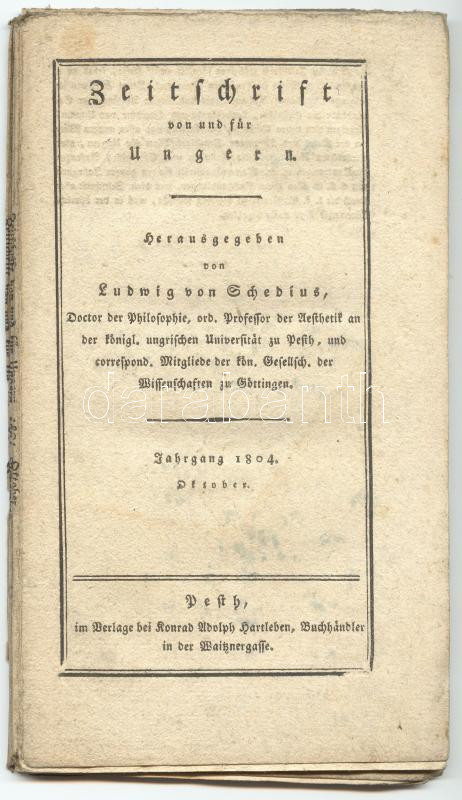 Zeitschrift
von und für
Ungern.
Herausgegeben
von
Ludwig von Schedius,
Doctor der Philosophie, ord. Professor der Aesthetik an
der königl. ungrischen Universität zu Pesth, und
correspond. Mitgliede der kön. Gesellsch. der
Wissenschaften zu Göttingen.
darabanth
Jahrgang 1804.
Oktober.
Pesth,
im Verlage bei Konrad Adolph Hartleben, Buchhändler
in der Waitznergasse.